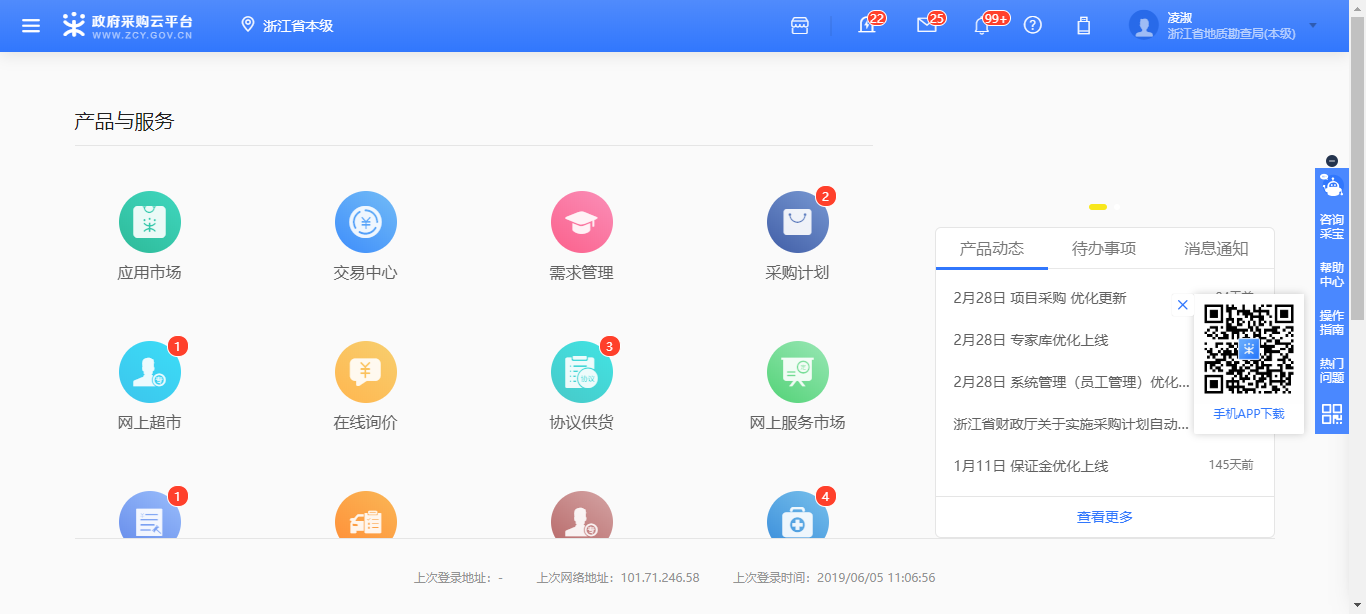 政府采购云平台
WWW.ZCY.GOV.CN
浙江省本级
22
25
99+
凌淑
浙江省地质勘查局(本级)
产品与服务
2
应用市场
交易中心
需求管理
采购计划
1
3
网上超市
在线询价
协议
协议供货
网上服务市场
1
4
产品动态
待办事项
消息通知
2月28日 项目采购 优化更新
2月28日 专家库优化上线
2月28日 系统管理（员工管理）优化...
浙江省财政厅关于实施采购计划自动...
1月11日 保证金优化上线
145天前
查看更多
手机APP下载
咨询
采宝
帮助
中心
操作
指南
热门
问题
上次登录地址: -
上次网络地址: 101.71.246.58
上次登录时间: 2019/06/05 11:06:56